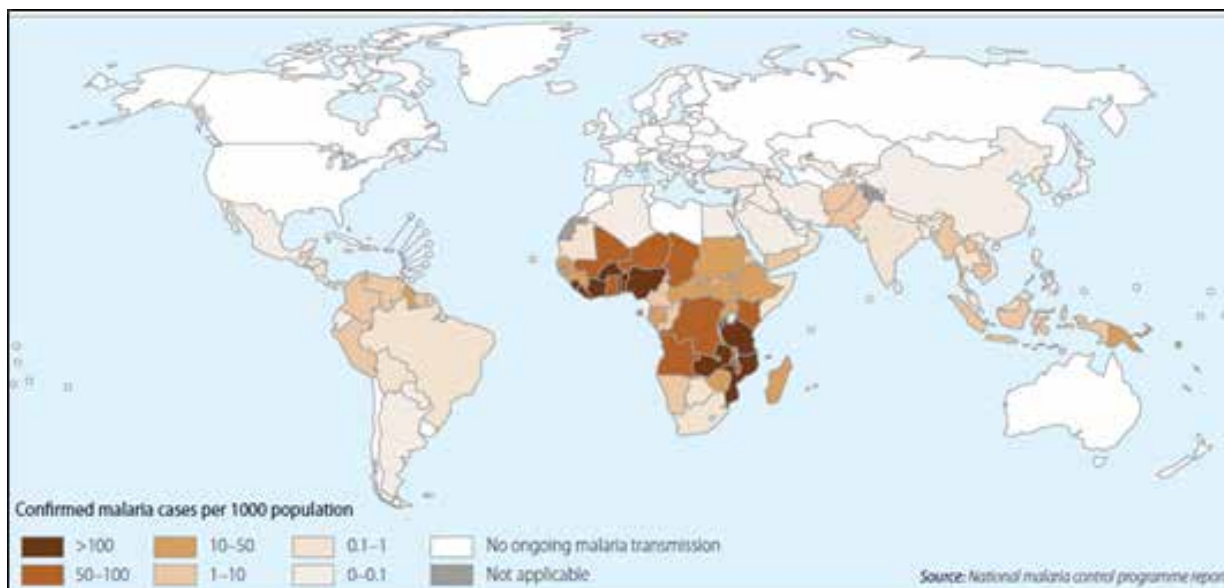 Confirmed malaria cases per 1000 population
>100
50–100
10–50
1–10
0.1–1
0–0.1
No ongoing malaria transmission
Not applicable
Source: National malaria control programme report